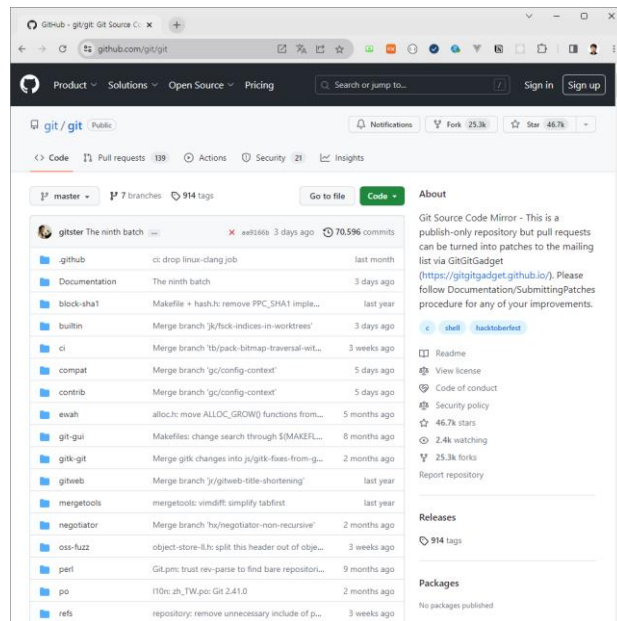 GitHub - git/git: Git Source Co
github.com/git/git
Product Solutions Open Source Pricing Search or jump to... / Sign in Sign up
git / git Public Notifications Fork 25.3k Star 46.7k
<> Code Pull requests 139 Actions Security 21 Insights
master 7 branches 914 tags Go to file Code
gitster The ninth batch ... 3 days ago 70,596 commits
.github ci: drop linux-clang job last month
Documentation The ninth batch 3 days ago
block-sha1 Makefile + hash.h: remove PPC_SHA1 imple... last year
builtin Merge branch 'jk/fsck-indices-in-worktrees' 3 days ago
ci Merge branch 'tb/pack-bitmap-traversal-wit... 3 weeks ago
compat Merge branch 'gc/config-context' 5 days ago
contrib Merge branch 'gc/config-context' 5 days ago
ewah alloc.h: move ALLOC_GROW() functions from... 5 months ago
git-gui Makefiles: change search through $(MAKEFL... 8 months ago
gitk-git Merge gitk changes into js/gitk-fixes-from-g... 2 months ago
gitweb Merge branch 'jr/gitweb-title-shortening' last year
mergetools mergetools: vimdiff: simplify tabfirst last year
negotiator Merge branch 'hx/negotiator-non-recursive' 2 months ago
oss-fuzz object-store-ll.h: split this header out of obje... 3 weeks ago
perl Git.pm: trust rev-parse to find bare repositori... 9 months ago
po l10n: zh_TW.po: Git 2.41.0 2 months ago
refs repository: remove unnecessary include of p... 3 weeks ago
About
Git Source Code Mirror - This is a
publish-only repository but pull requests
can be turned into patches to the mailing
list via GitGitGadget
(https://gitgitgadget.github.io/). Please
follow Documentation/SubmittingPatches
procedure for any of your improvements.
c shell hacktoberfest
Readme
View license
Code of conduct
Security policy
46.7k stars
2.4k watching
25.3k forks
Report repository
Releases
914 tags
Packages
No packages published